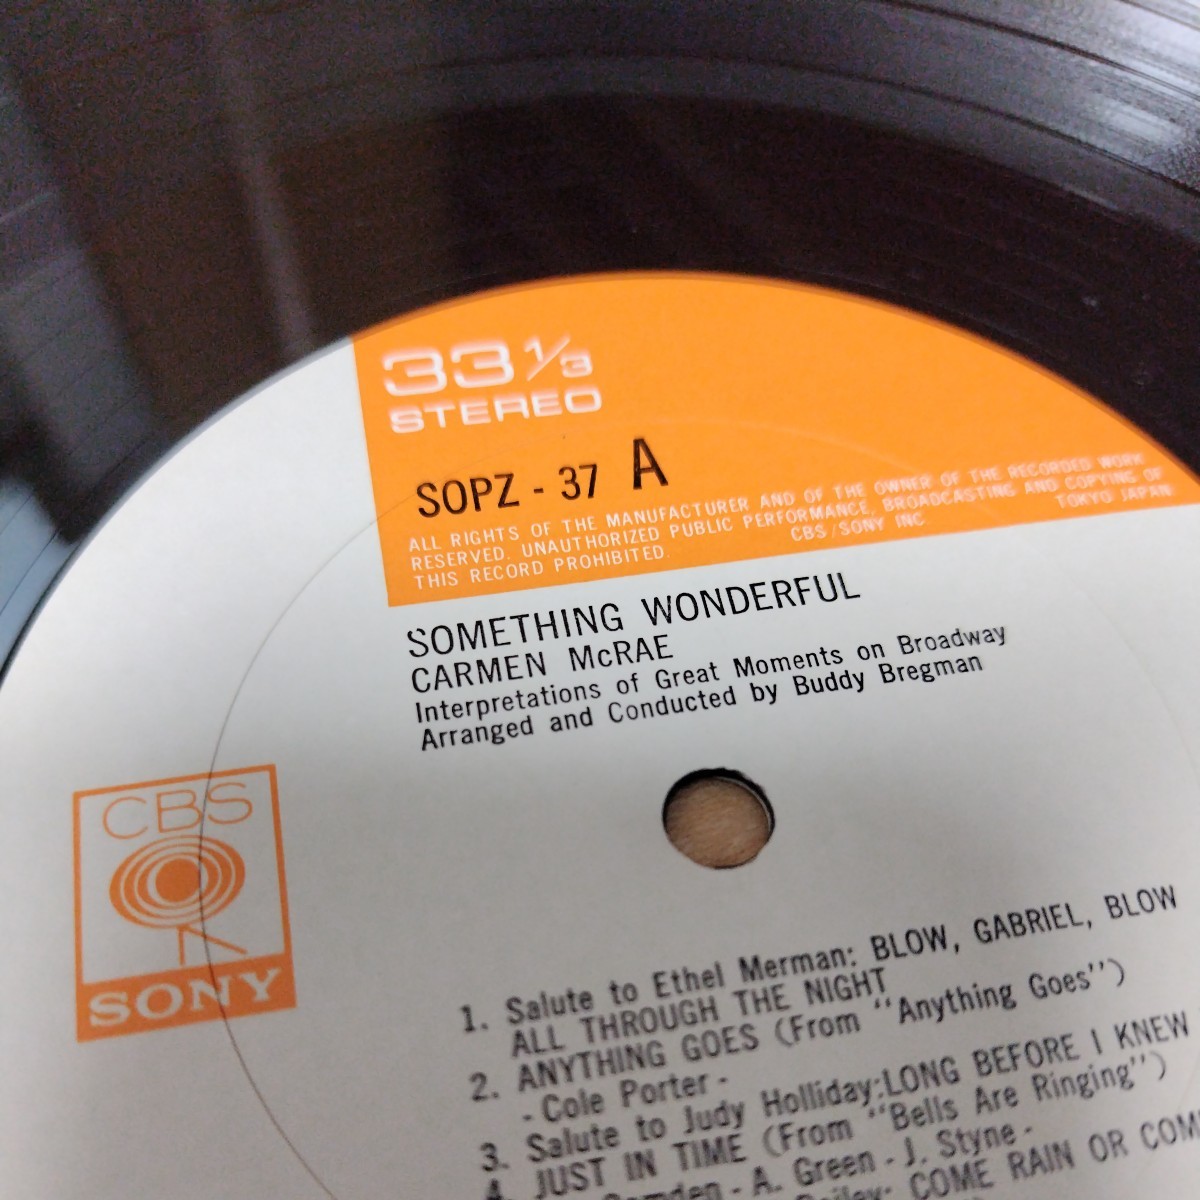 33 1/3
STEREO
SOPZ - 37 A
ALL RIGHTS OF THE MANUFACTURER AND OF THE OWNER OF THE RECORDED WORK
RESERVED. UNAUTHORIZED PUBLIC PERFORMANCE, BROADCASTING AND COPYING OF
THIS RECORD PROHIBITED. CBS/SONY INC. TOKYO JAPAN
SOMETHING WONDERFUL
CARMEN McRAE
Interpretations of Great Moments on Broadway
Arranged and Conducted by Buddy Bregman
CBS
SONY
1. Salute to Ethel Merman: BLOW, GABRIEL, BLOW
ALL THROUGH THE NIGHT
2. ANYTHING GOES (From "Anything Goes")
- Cole Porter -
3. Salute to Judy Holliday: LONG BEFORE I KNEW
4. JUST IN TIME (From "Bells Are Ringing")
- A. Green - J. Styne -
COME RAIN OR COM